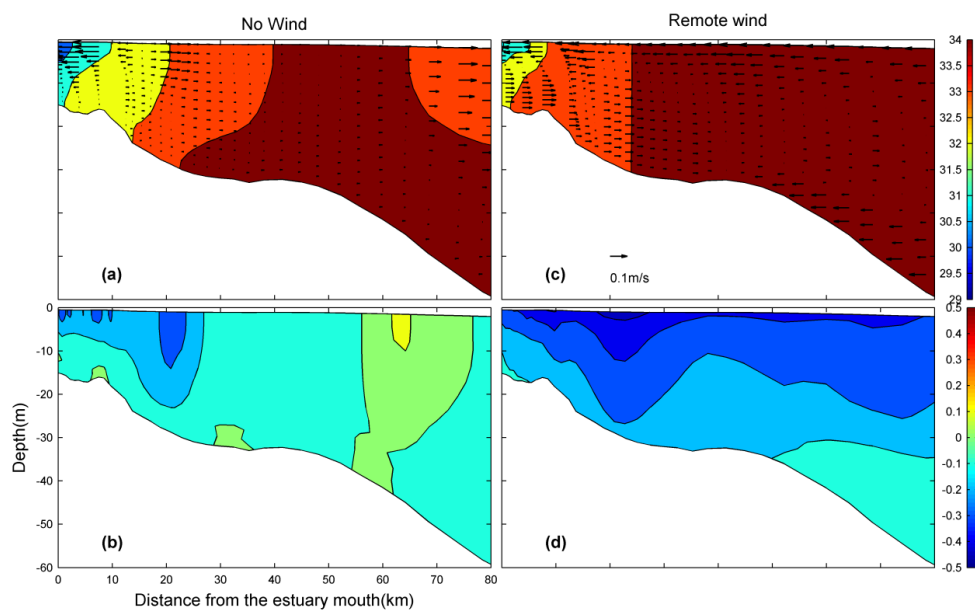 No Wind
Remote wind
(a)
(c)
0.1m/s
34
33.5
33
32.5
32
31.5
31
30.5
30
29.5
29
0
-10
-20
-30
-40
-50
-60
Depth(m)
(b)
(d)
0.5
0.4
0.3
0.2
0.1
0
-0.1
-0.2
-0.3
-0.4
-0.5
0 10 20 30 40 50 60 70 80
Distance from the estuary mouth(km)